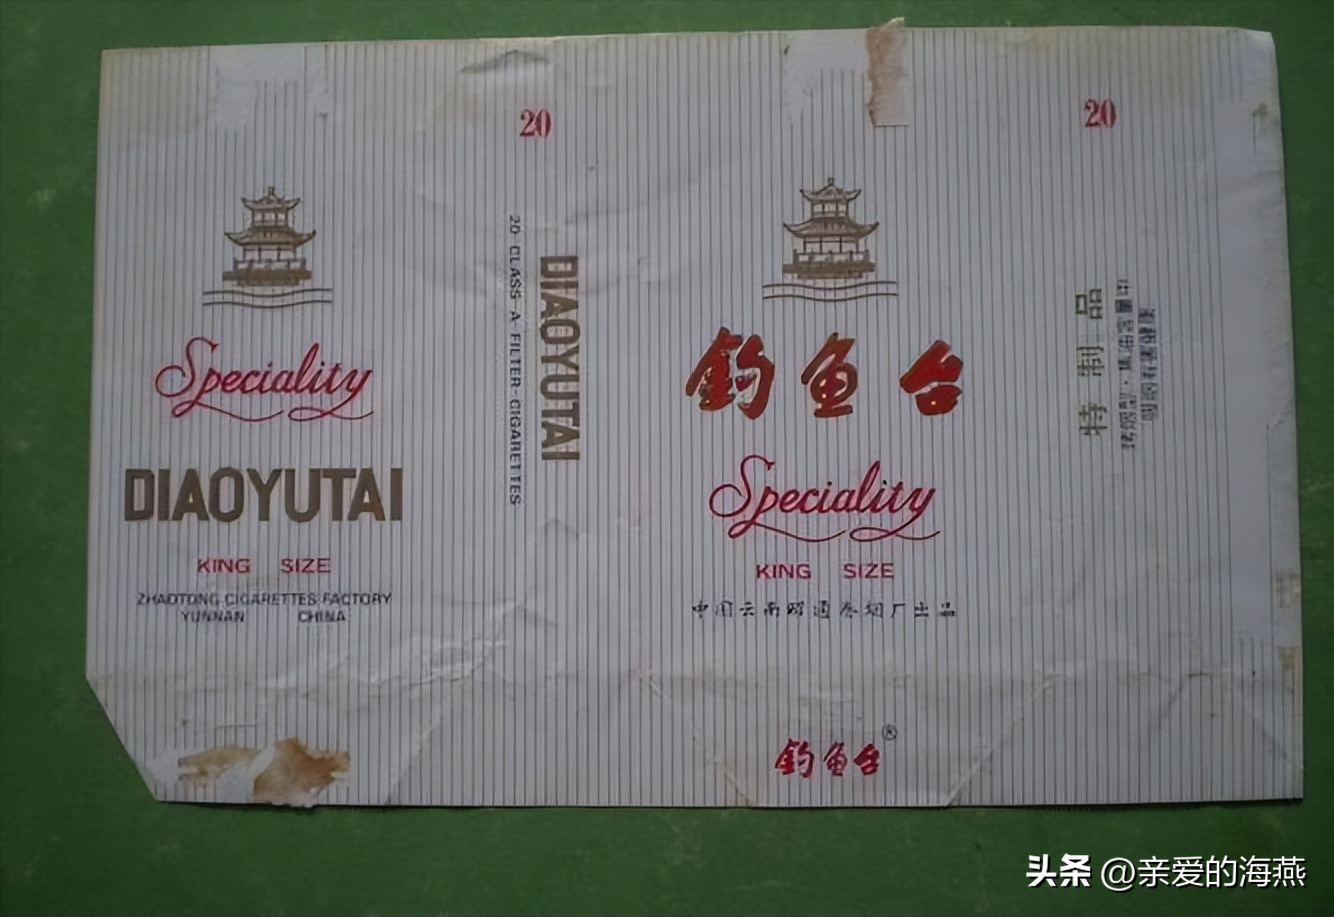 Speciality
DIAOYUTAI
KING SIZE
ZHAOTONG CIGARETTES FACTORY
YUNNAN CHINA
20
DIAOYUTAI
20 CLASS-A-FILTER-CIGARETTES
钓鱼台
Speciality
KING SIZE
中国云南昭通卷烟厂出品
钓鱼台®
20
特制品
头条 @亲爱的海燕